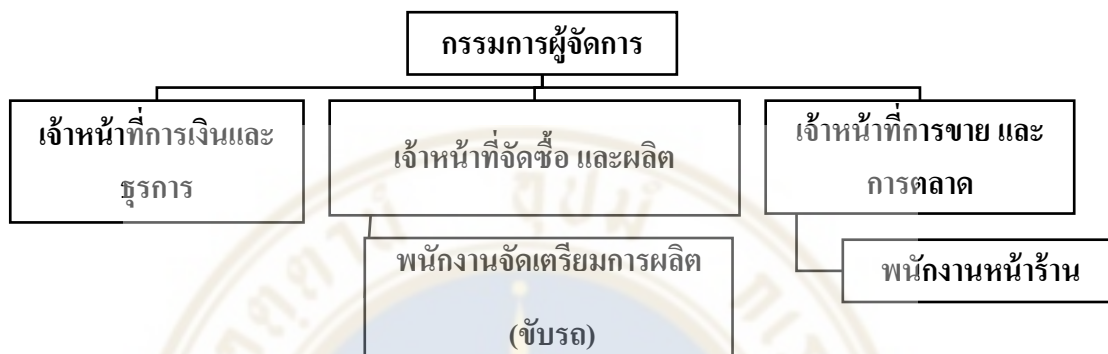 กรรมการผู้จัดการ
เจ้าหน้าที่การเงินและ
ธุรการ
เจ้าหน้าที่จัดซื้อ และผลิต
เจ้าหน้าที่การขาย และ
การตลาด
พนักงานจัดเตรียมการผลิต
(ขับรถ)
พนักงานหน้าร้าน